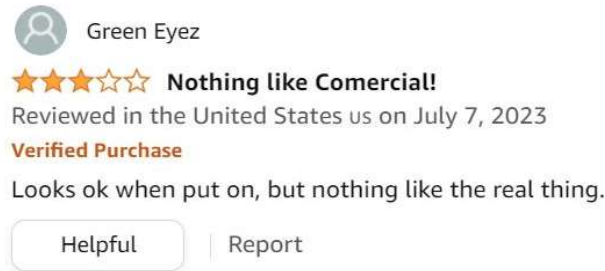 Green Eyez
Nothing like Comercial!
Reviewed in the United States us on July 7, 2023
Verified Purchase
Looks ok when put on, but nothing like the real thing.
Helpful
Report